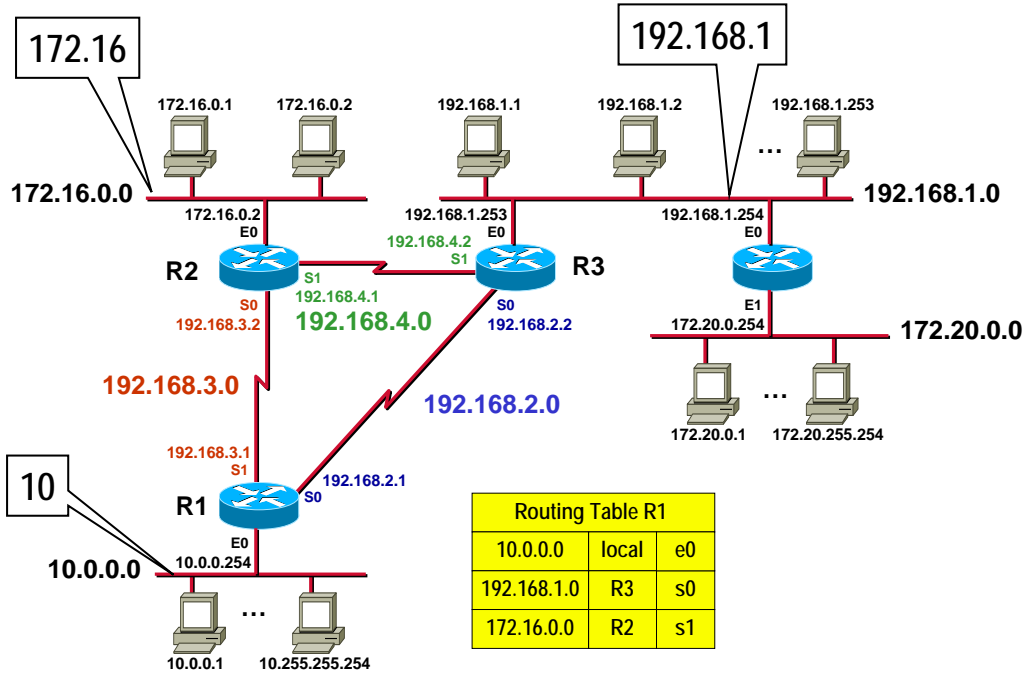 172.16
192.168.1
172.16.0.1
172.16.0.2
192.168.1.1
192.168.1.2
192.168.1.253
...
172.16.0.0
192.168.1.0
172.16.0.2
E0
192.168.1.253
E0
192.168.1.254
E0
R2
192.168.4.2
S1
R3
S1
192.168.4.1
192.168.4.0
S0
192.168.3.2
S0
192.168.2.2
E1
172.20.0.254
172.20.0.0
192.168.3.0
192.168.2.0
...
172.20.0.1
172.20.255.254
192.168.3.1
S1
192.168.2.1
S0
R1
10
E0
10.0.0.254
10.0.0.0
...
10.0.0.1
10.255.255.254
Routing Table R1
10.0.0.0 local e0
192.168.1.0 R3 s0
172.16.0.0 R2 s1